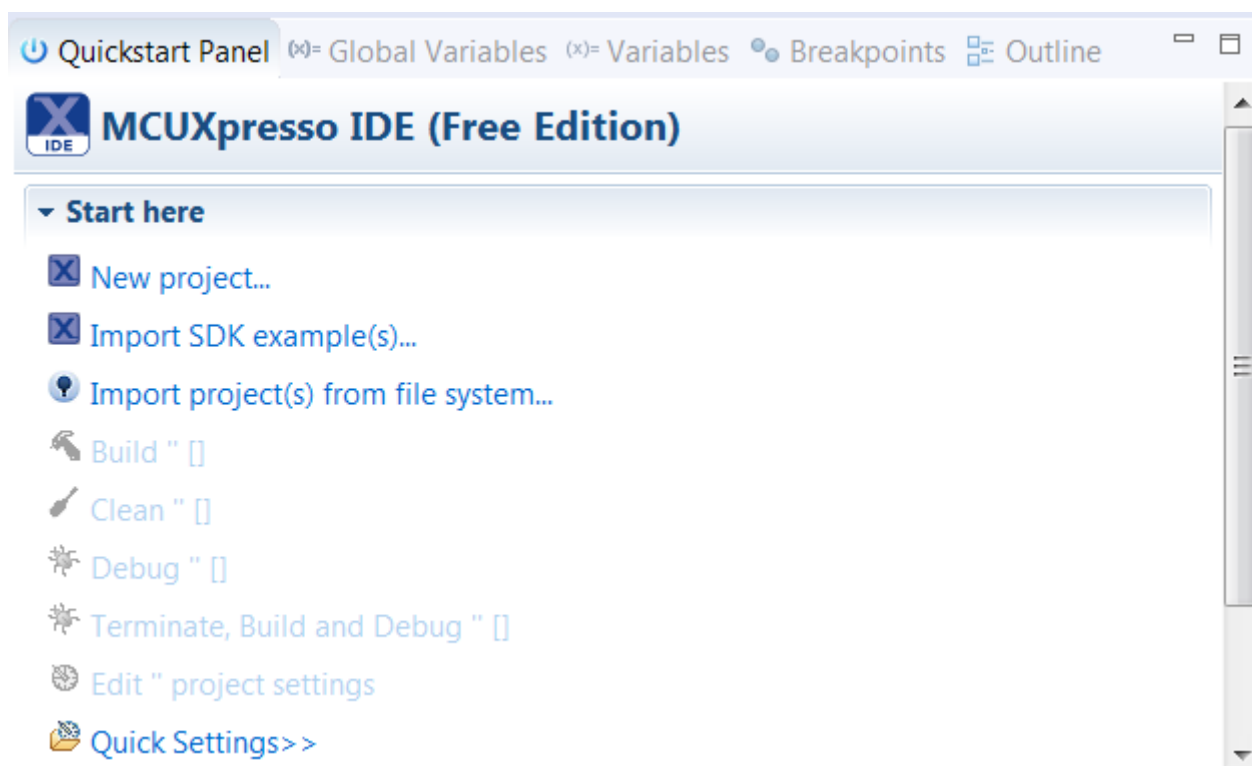 Quickstart Panel (x)= Global Variables (x)= Variables Breakpoints Outline
X IDE MCUXpresso IDE (Free Edition)
Start here
X New project...
X Import SDK example(s)...
Import project(s) from file system...
Build '' []
Clean '' []
Debug '' []
Terminate, Build and Debug '' []
Edit '' project settings
Quick Settings>>